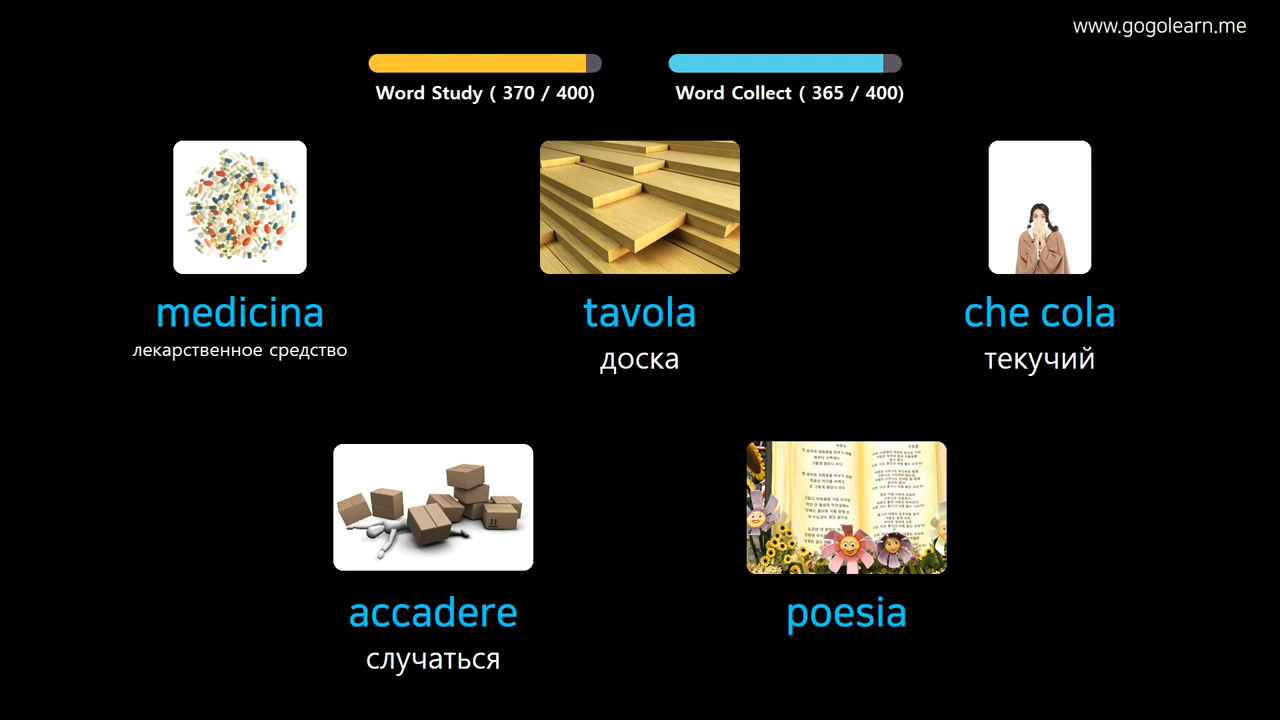 www.gogolearn.me
Word Study ( 370 / 400)
Word Collect ( 365 / 400)
medicina
лекарственное средство
tavola
доска
che cola
текучий
accadere
случаться
poesia